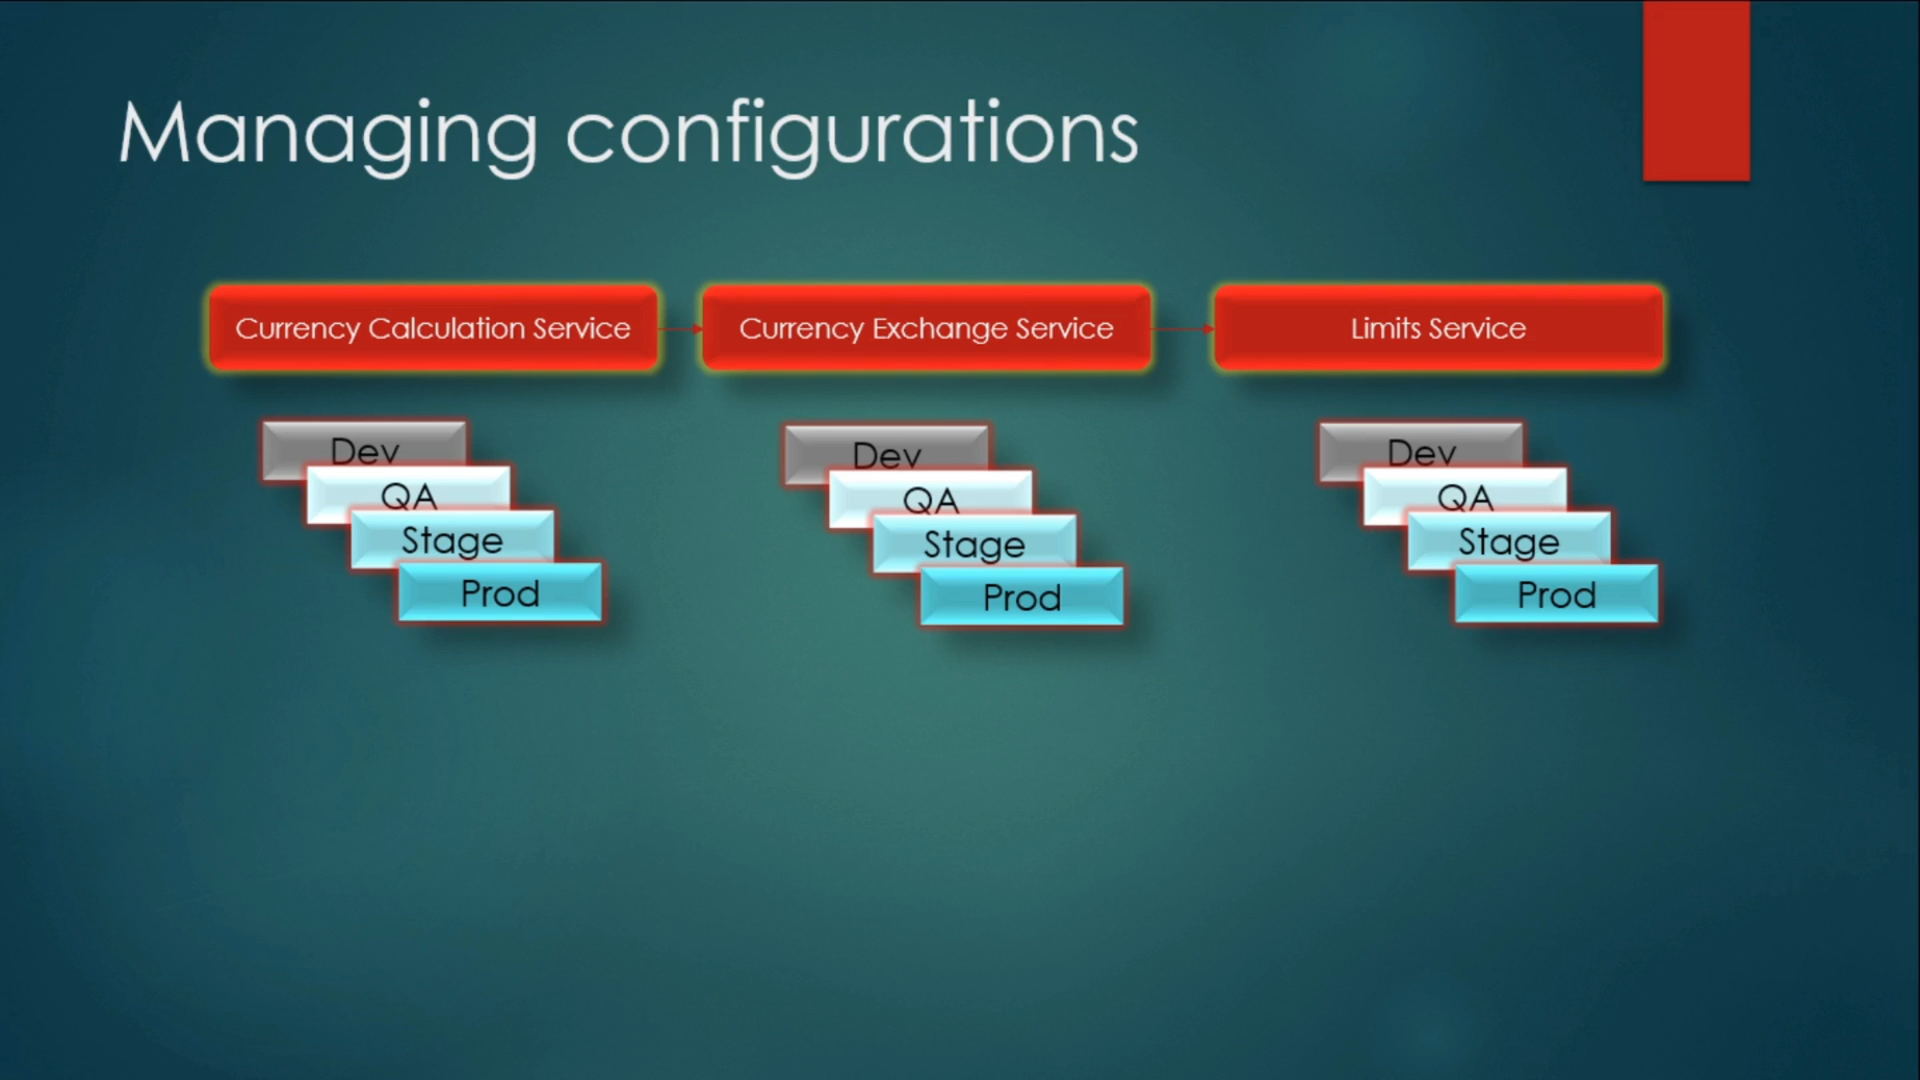 Managing configurations
Currency Calculation Service
Currency Exchange Service
Limits Service
Dev
QA
Stage
Prod
Dev
QA
Stage
Prod
Dev
QA
Stage
Prod